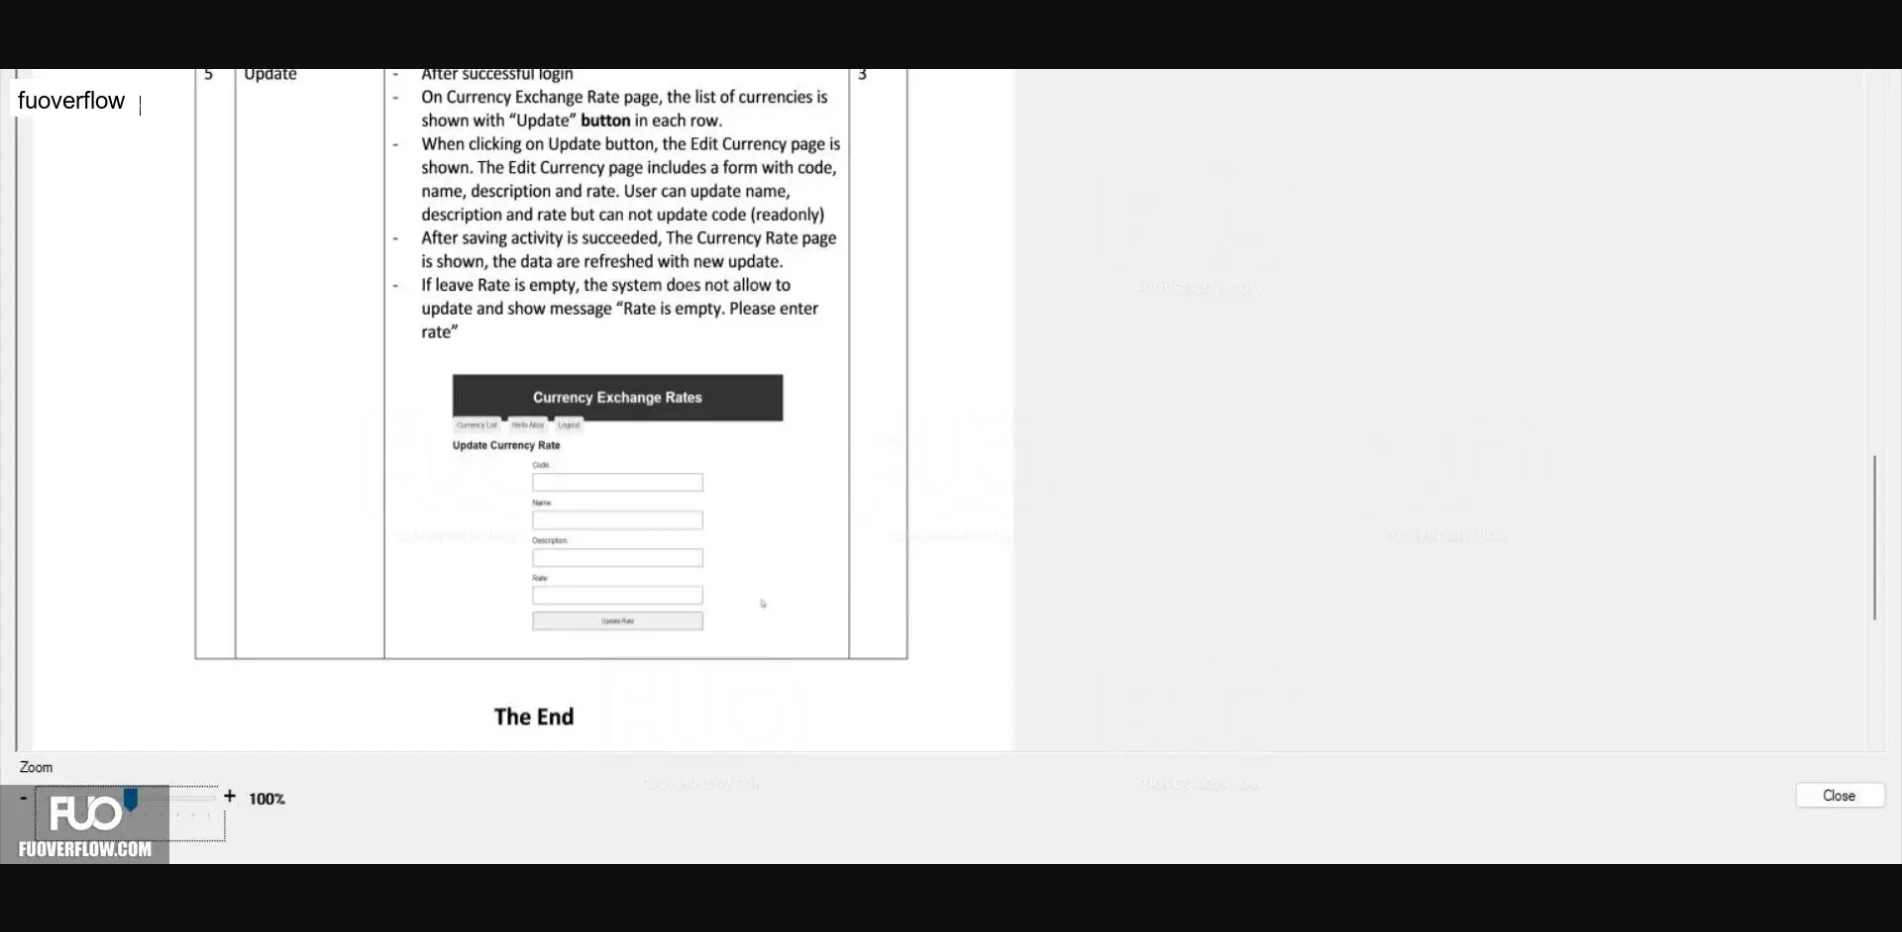 5 Update - After successful login 3
fuoverflow
- On Currency Exchange Rate page, the list of currencies is
shown with “Update” button in each row.
- When clicking on Update button, the Edit Currency page is
shown. The Edit Currency page includes a form with code,
name, description and rate. User can update name,
description and rate but can not update code (readonly)
- After saving activity is succeeded, The Currency Rate page
is shown, the data are refreshed with new update.
- If leave Rate is empty, the system does not allow to
update and show message “Rate is empty. Please enter
rate”
Currency Exchange Rates
Currency List Hello Alice Logout
Update Currency Rate
Code:
Name:
Description:
Rate:
Update Rate
The End
Zoom
- + 100%
Close
FUO
FUOVERFLOW.COM